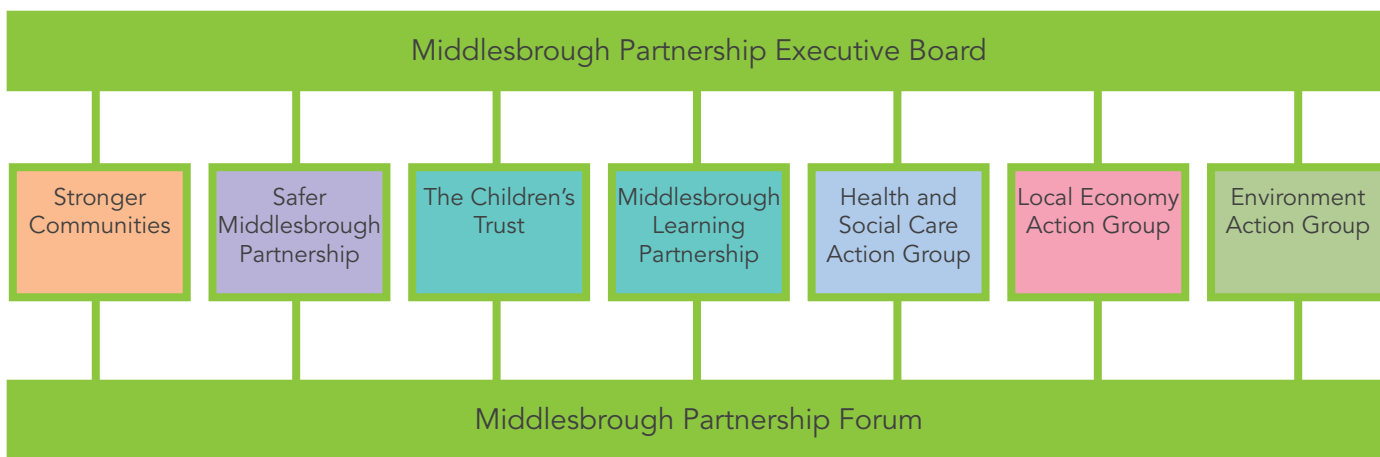 Middlesbrough Partnership Executive Board
Stronger
Communities
Safer
Middlesbrough
Partnership
The Children’s
Trust
Middlesbrough
Learning
Partnership
Health and
Social Care
Action Group
Local Economy
Action Group
Environment
Action Group
Middlesbrough Partnership Forum